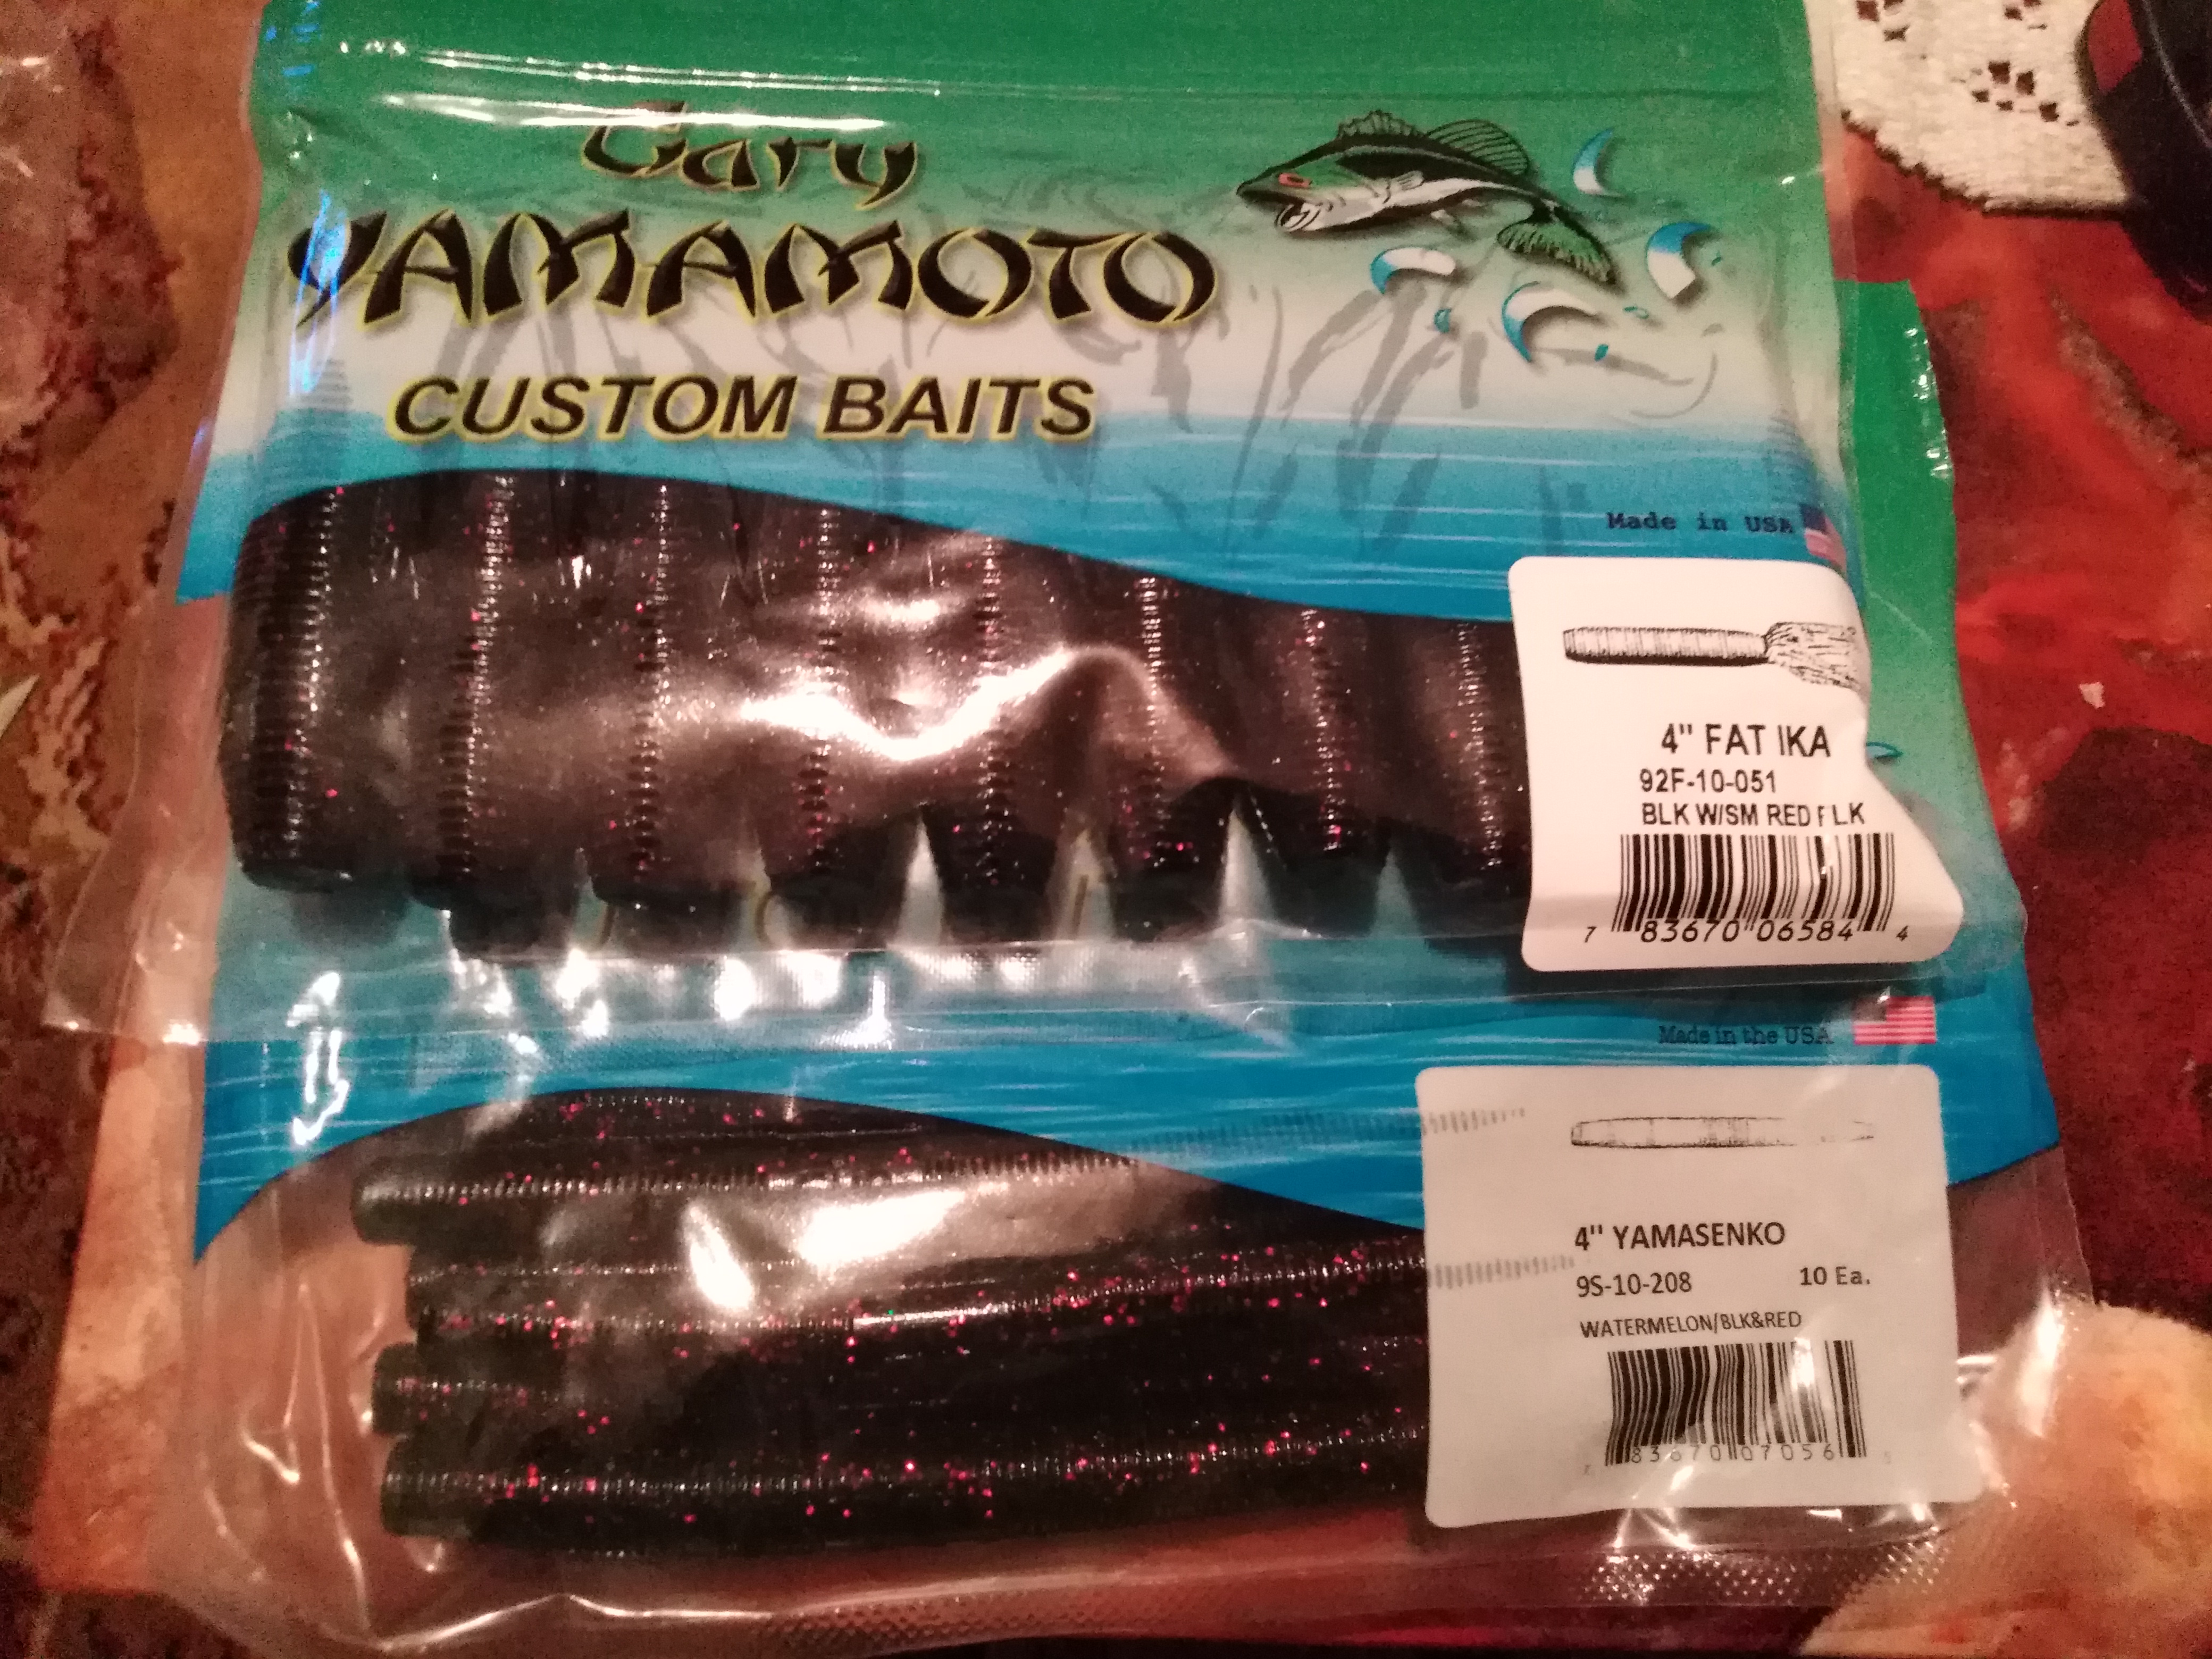 Gary
YAMAMOTO
CUSTOM BAITS
Made in USA
4" FAT IKA
92F-10-051
BLK W/SM RED FLK
7 83670 06584 4
Made in the USA
4" YAMASENKO
9S-10-208 10 Ea.
WATERMELON/BLK&RED
83670 07056